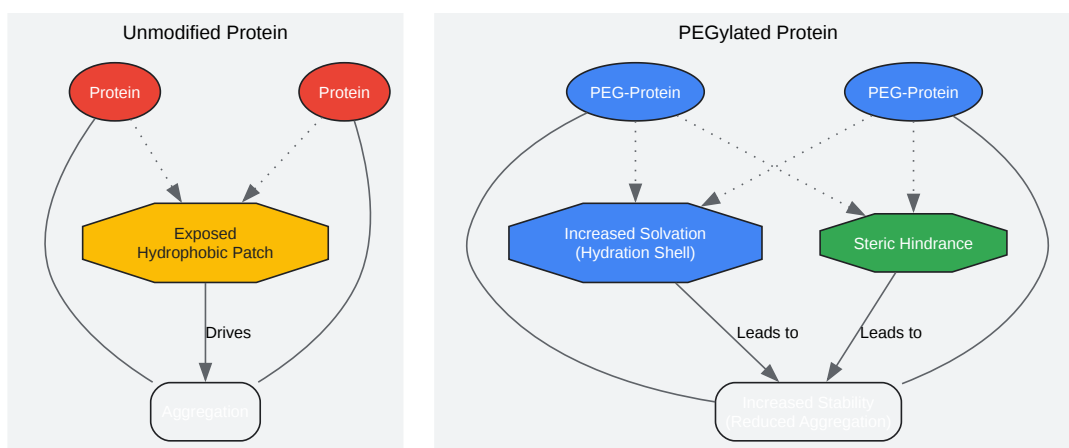 Unmodified Protein
Protein
Protein
Exposed
Hydrophobic Patch
Drives
Aggregation
PEGylated Protein
PEG-Protein
PEG-Protein
Increased Solvation
(Hydration Shell)
Steric Hindrance
Leads to
Leads to
Increased Stability
(Reduced Aggregation)